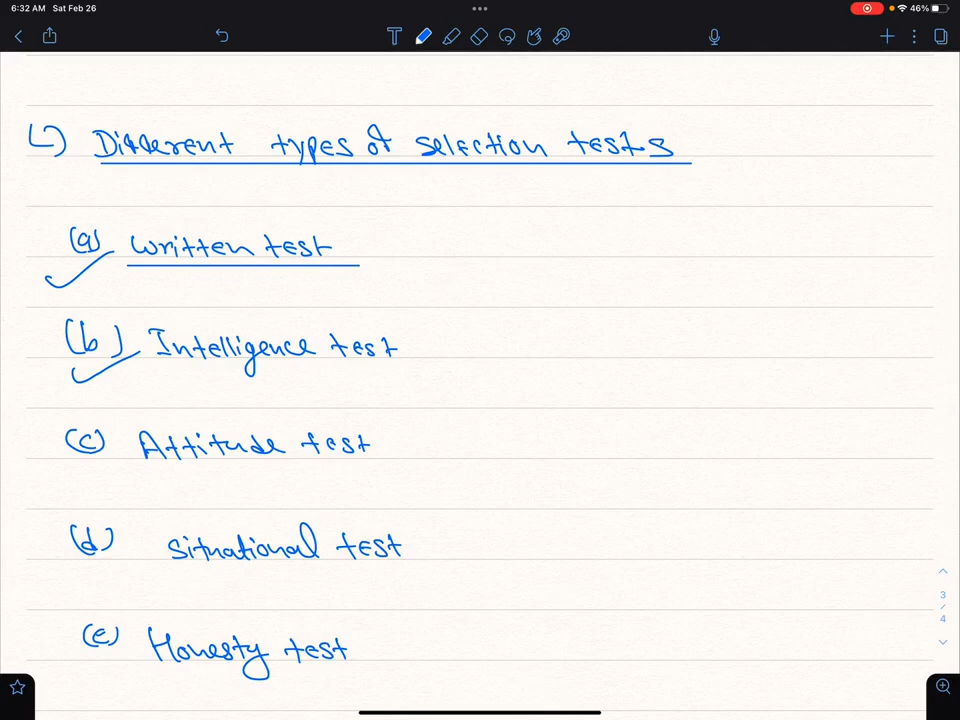 6:32 AM Sat Feb 26
46%
Different types of selection tests
(a) written test
(b) Intelligence test
(c) Attitude test
(d) situational test
(e) Honesty test
3
/
4